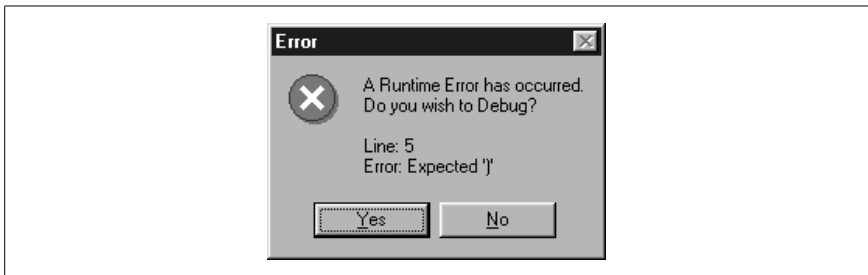 Error
A Runtime Error has occurred.
Do you wish to Debug?
Line: 5
Error: Expected ')'
Yes
No